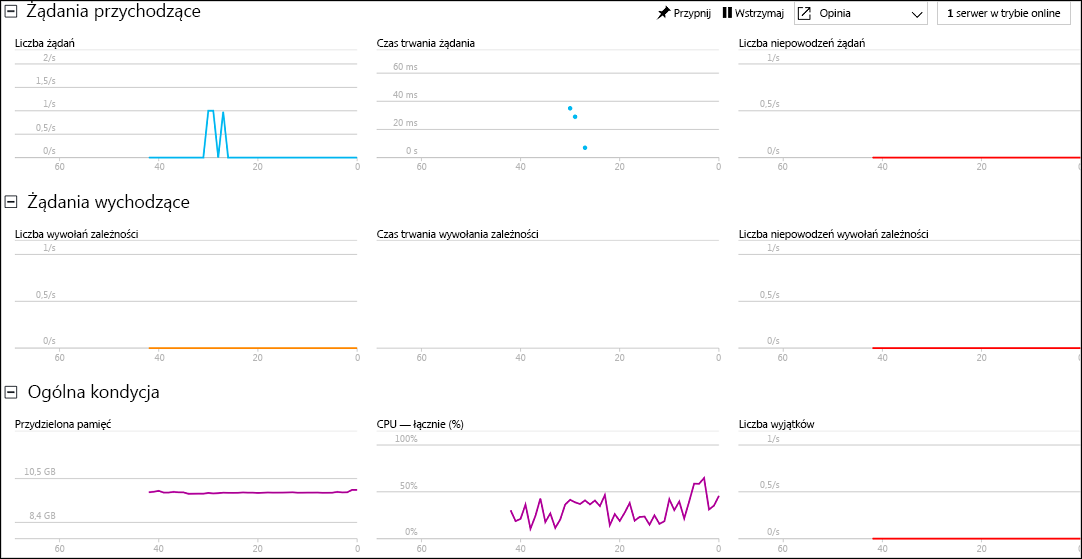 Żądania przychodzące
Przypnij
Wstrzymaj
Opinia
1 serwer w trybie online
Liczba żądań
2/s
1,5/s
1/s
0,5/s
0/s
60 40 20 0
Czas trwania żądania
60 ms
40 ms
20 ms
0 s
60 40 20 0
Liczba niepowodzeń żądań
1/s
0,5/s
0/s
60 40 20 0
Żądania wychodzące
Liczba wywołań zależności
1/s
0,5/s
0/s
60 40 20 0
Czas trwania wywołania zależności
60 40 20 0
Liczba niepowodzeń wywołań zależności
1/s
0,5/s
0/s
60 40 20 0
Ogólna kondycja
Przydzielona pamięć
10,5 GB
8,4 GB
60 40 20 0
CPU — łącznie (%)
100%
50%
0%
60 40 20 0
Liczba wyjątków
1/s
0,5/s
0/s
60 40 20 0